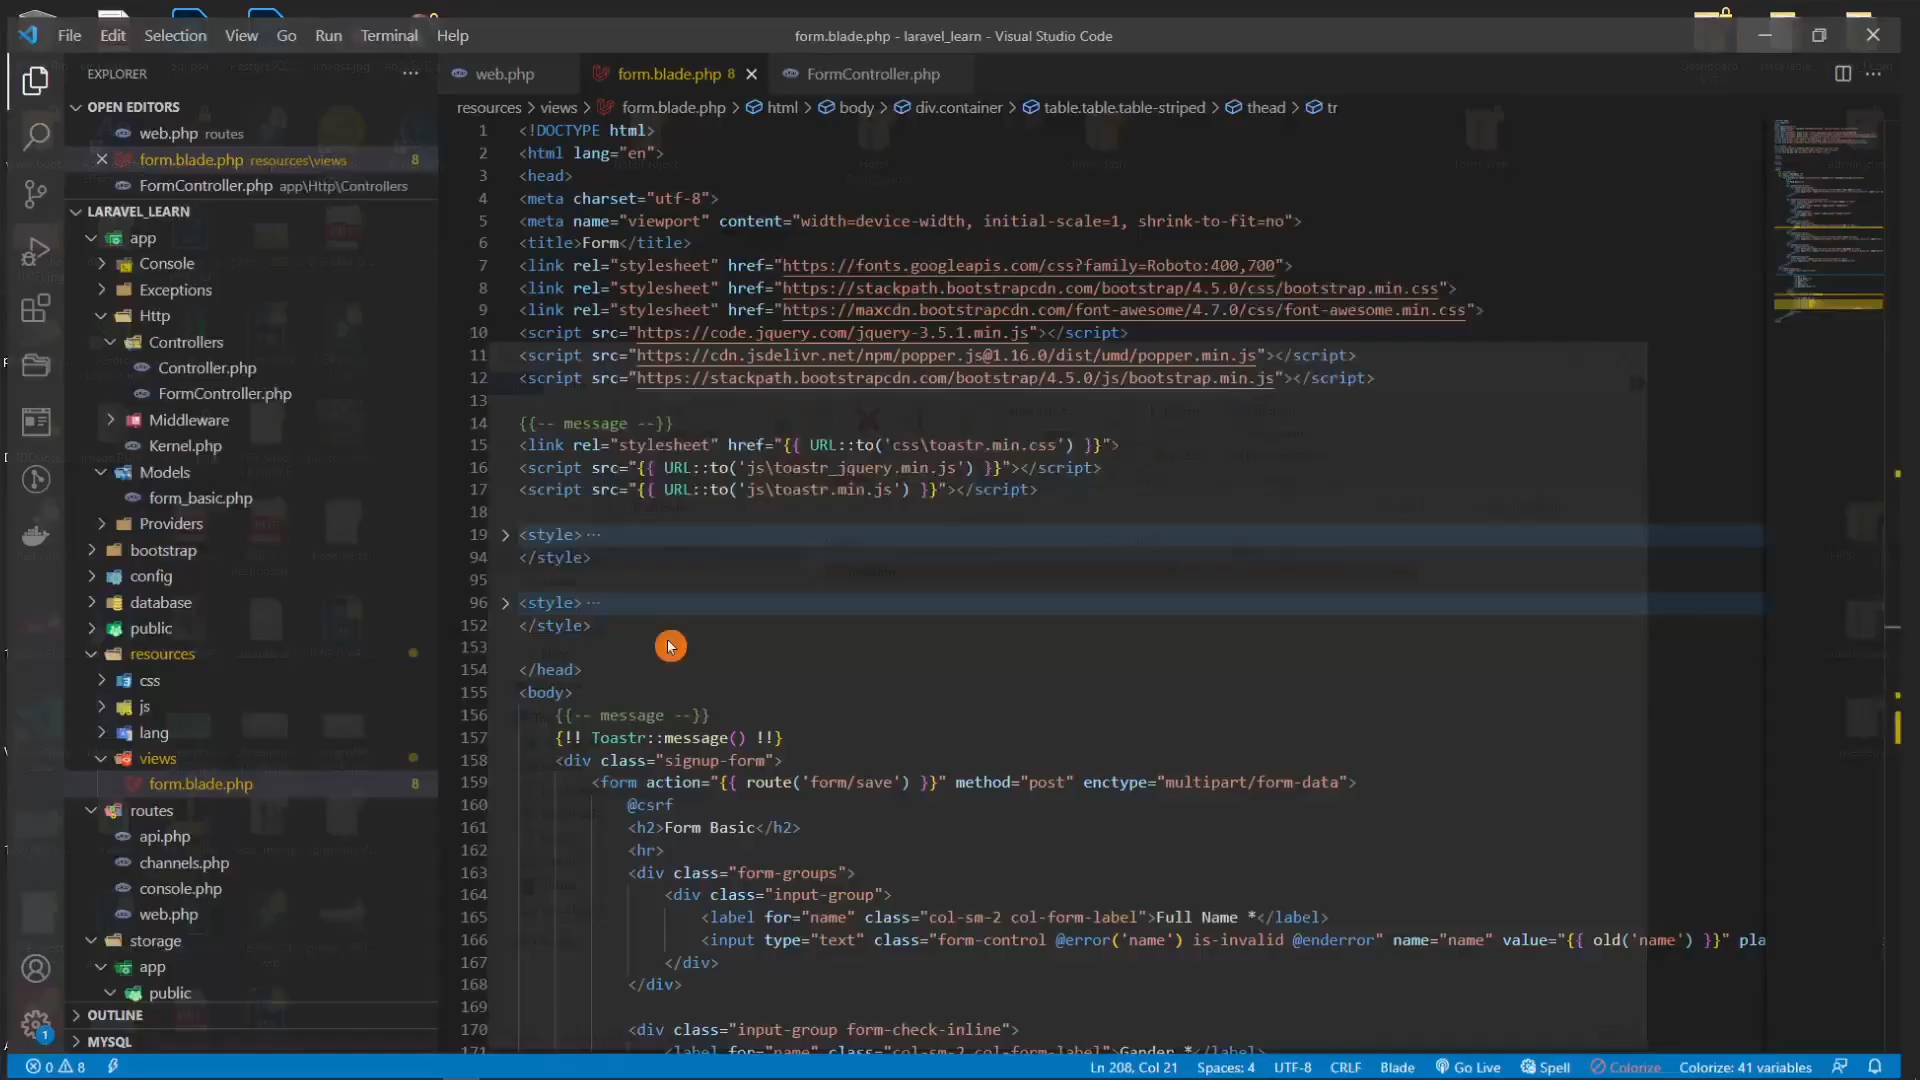 File Edit Selection View Go Run Terminal Help
form.blade.php - laravel_learn - Visual Studio Code
EXPLORER
OPEN EDITORS
web.php routes
form.blade.php resources\views 8
FormController.php app\Http\Controllers
LARAVEL_LEARN
app
Console
Exceptions
Http
Controllers
Controller.php
FormController.php
Middleware
Kernel.php
Models
form_basic.php
Providers
bootstrap
config
database
public
resources
css
js
lang
views
form.blade.php 8
routes
api.php
channels.php
console.php
web.php
storage
app
public
OUTLINE
MYSQL
web.php form.blade.php 8 FormController.php
resources > views > form.blade.php > html > body > div.container > table.table.table-striped > thead > tr
1 <!DOCTYPE html>
2 <html lang="en">
3 <head>
4 <meta charset="utf-8">
5 <meta name="viewport" content="width=device-width, initial-scale=1, shrink-to-fit=no">
6 <title>Form</title>
7 <link rel="stylesheet" href="https://fonts.googleapis.com/css?family=Roboto:400,700">
8 <link rel="stylesheet" href="https://stackpath.bootstrapcdn.com/bootstrap/4.5.0/css/bootstrap.min.css">
9 <link rel="stylesheet" href="https://maxcdn.bootstrapcdn.com/font-awesome/4.7.0/css/font-awesome.min.css">
10 <script src="https://code.jquery.com/jquery-3.5.1.min.js"></script>
11 <script src="https://cdn.jsdelivr.net/npm/popper.js@1.16.0/dist/umd/popper.min.js"></script>
12 <script src="https://stackpath.bootstrapcdn.com/bootstrap/4.5.0/js/bootstrap.min.js"></script>
13
14 {{-- message --}}
15 <link rel="stylesheet" href="{{ URL::to('css\toastr.min.css') }}">
16 <script src="{{ URL::to('js\toastr_jquery.min.js') }}"></script>
17 <script src="{{ URL::to('js\toastr.min.js') }}"></script>
18
19 <style> ...
94 </style>
95
96 <style> ...
152 </style>
153
154 </head>
155 <body>
156 {{-- message --}}
157 {!! Toastr::message() !!}
158 <div class="signup-form">
159 <form action="{{ route('form/save') }}" method="post" enctype="multipart/form-data">
160 @csrf
161 <h2>Form Basic</h2>
162 <hr>
163 <div class="form-groups">
164 <div class="input-group">
165 <label for="name" class="col-sm-2 col-form-label">Full Name *</label>
166 <input type="text" class="form-control @error('name') is-invalid @enderror" name="name" value="{{ old('name') }}" pla
167 </div>
168 </div>
169
170 <div class="input-group form-check-inline">
171 <label for="name" class="col-sm-2 col-form-label">Gander *</label>
1
0 8 Ln 208, Col 21 Spaces: 4 UTF-8 CRLF Blade Go Live Spell Colorize Colorize: 41 variables